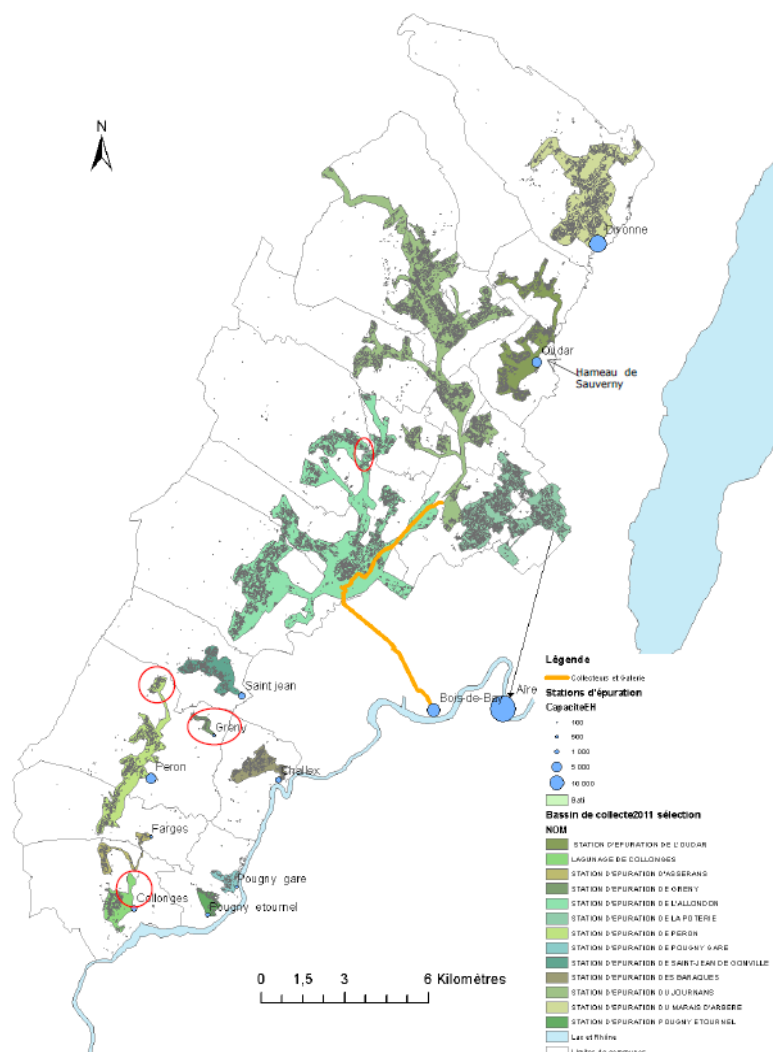 N
Divonne
Oudar
Hameau de
Sauverny
Saint jean
Bois-de-Bay
Aïre
Greny
Peron
Challex
Farges
Pougny gare
Collonges
Pougny etournel
0 1,5 3 6 Kilomètres
Légende
Collecteurs et Gallerie
Stations d'épuration
CapaciteEH
100
500
1 000
5 000
10 000
Bati
Bassin de collecte2011 sélection
NOM
STATION D'EPURATION DE L'OUDAR
LAGUNAGE DE COLLONGES
STATION D'EPURATION D'ASSERANS
STATION D'EPURATION DE GRENY
STATION D'EPURATION DE L'ALLONDON
STATION D'EPURATION DE LA POTERIE
STATION D'EPURATION DE PERON
STATION D'EPURATION DE POUGNY GARE
STATION D'EPURATION DE SAINT-JEAN DE GONVILLE
STATION D'EPURATION DES BARAQUES
STATION D'EPURATION DU JOURNANS
STATION D'EPURATION DU MARAIS D'ARBERE
STATION D'EPURATION POUGNY ETOURNEL
Lac et Rhône
Limites de communes